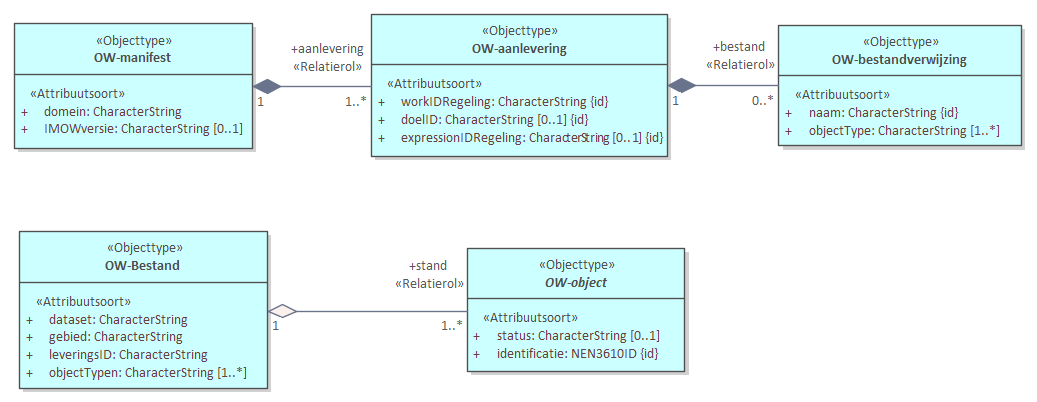 «Objecttype»
OW-manifest
«Attribuutsoort»
+ domein: CharacterString
+ IMOWversie: CharacterString [0..1]
+aanlevering
«Relatierol»
1
1..*
«Objecttype»
OW-aanlevering
«Attribuutsoort»
+ workIDRegeling: CharacterString {id}
+ doelID: CharacterString [0..1] {id}
+ expressionIDRegeling: CharacterString [0..1] {id}
+bestand
«Relatierol»
1
0..*
«Objecttype»
OW-bestandverwijzing
«Attribuutsoort»
+ naam: CharacterString {id}
+ objectType: CharacterString [1..*]
«Objecttype»
OW-Bestand
«Attribuutsoort»
+ dataset: CharacterString
+ gebied: CharacterString
+ leveringsID: CharacterString
+ objectTypen: CharacterString [1..*]
+stand
«Relatierol»
1
1..*
«Objecttype»
OW-object
«Attribuutsoort»
+ status: CharacterString [0..1]
+ identificatie: NEN3610ID {id}